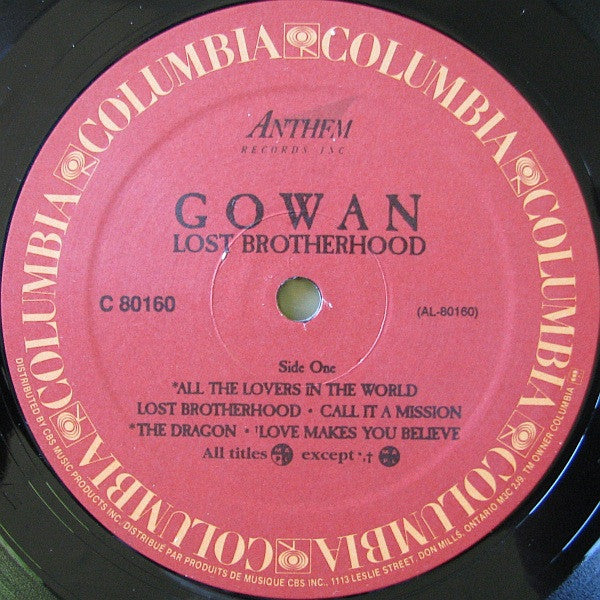 COLUMBIA COLUMBIA COLUMBIA COLUMBIA COLUMBIA COLUMBIA
ANTHEM
RECORDS INC
GOWAN
LOST BROTHERHOOD
C 80160
(AL-80160)
Side One
*ALL THE LOVERS IN THE WORLD
LOST BROTHERHOOD · CALL IT A MISSION
*THE DRAGON · †LOVE MAKES YOU BELIEVE
All titles except *,†
DISTRIBUTED BY CBS MUSIC PRODUCTS INC. DISTRIBUÉ PAR PRODUITS DE MUSIQUE CBS INC., 1113 LESLIE STREET, DON MILLS, ONTARIO M3C 2J9. TM OWNER COLUMBIA